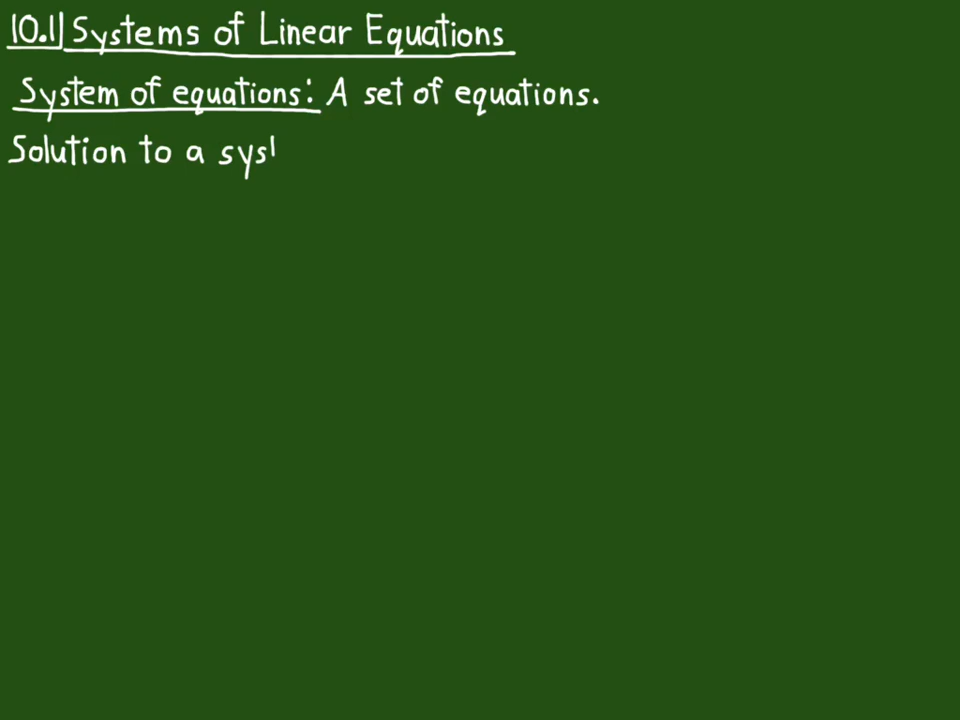 10.1 Systems of Linear Equations
System of equations: A set of equations.
Solution to a sys